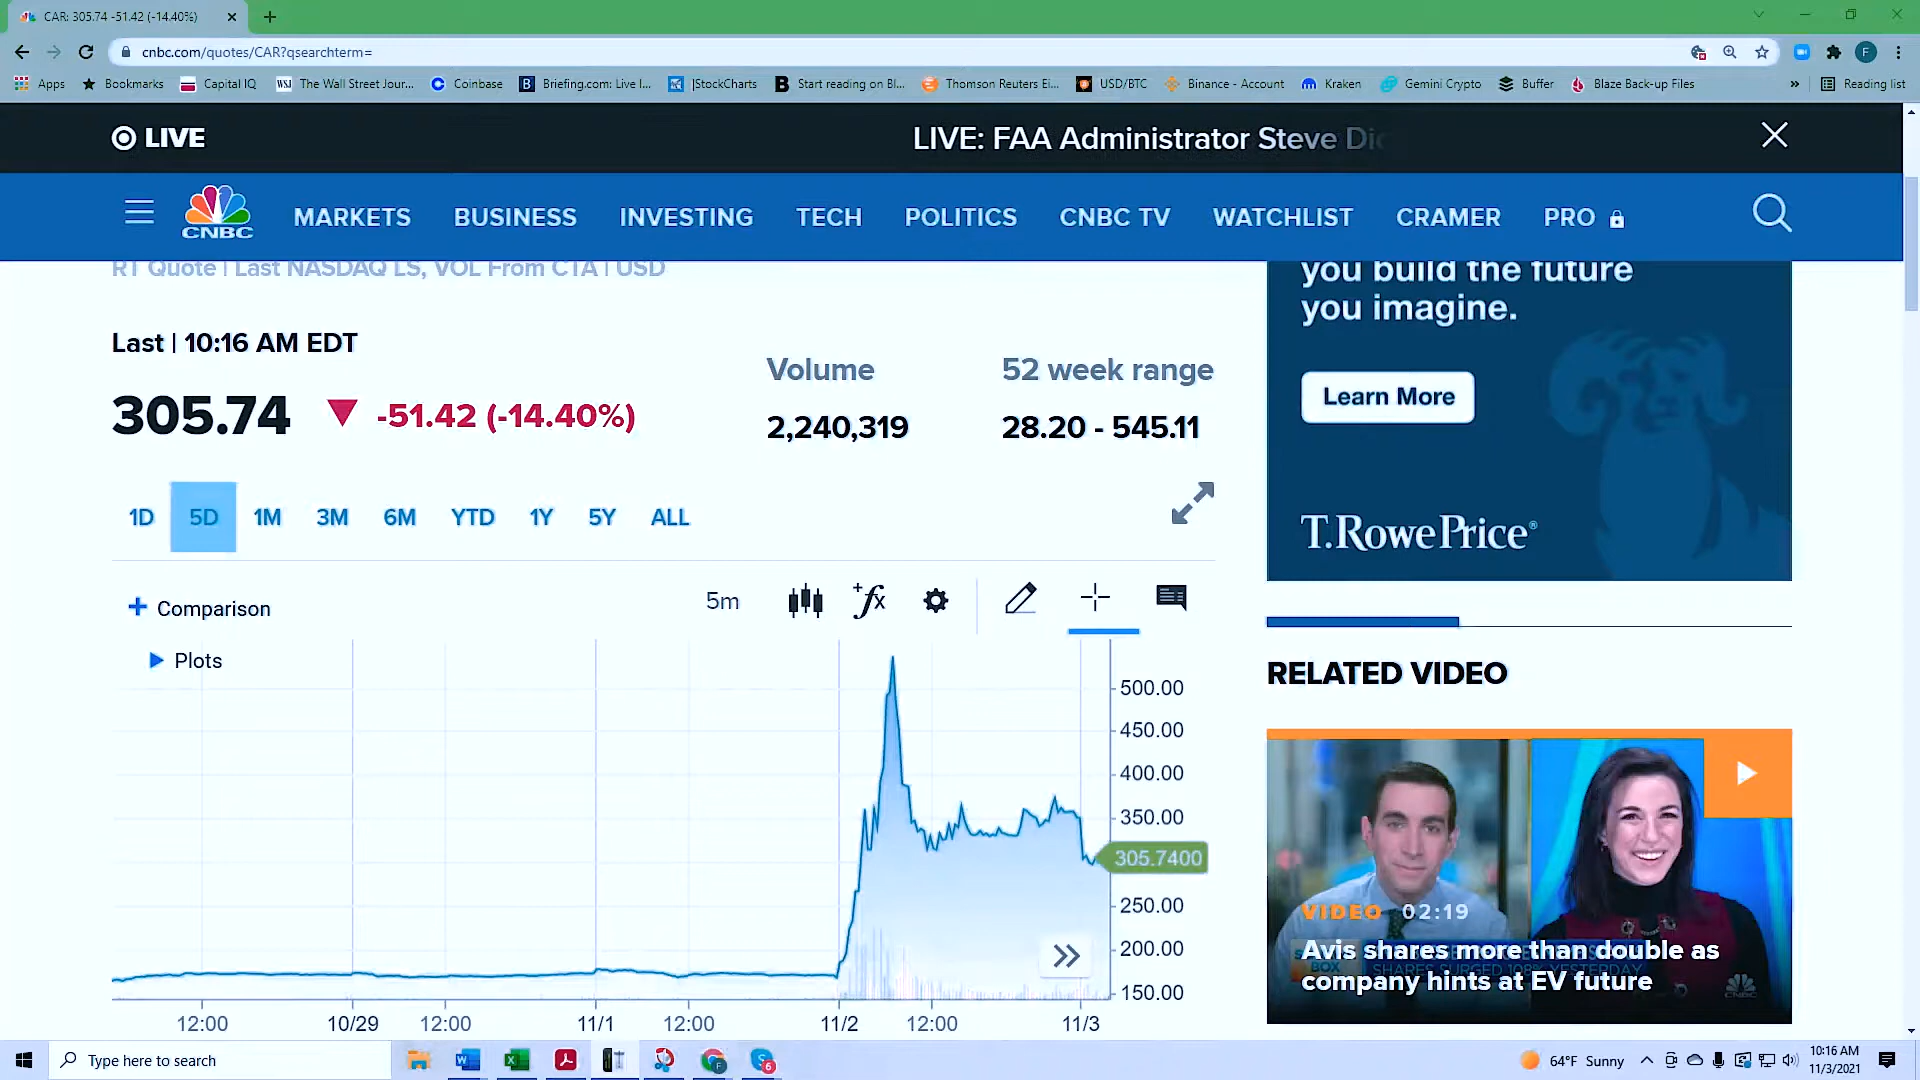 CAR: 305.74 -51.42 (-14.40%)
cnbc.com/quotes/CAR?qsearchterm=
F
Apps Bookmarks Capital IQ WSJ The Wall Street Jour... Coinbase B Briefing.com: Live I... |StockCharts B Start reading on Bl... Thomson Reuters Ei... USD/BTC Binance - Account Kraken Gemini Crypto Buffer Blaze Back-up Files » Reading list
LIVE
LIVE: FAA Administrator Steve Dic
CNBC
MARKETS BUSINESS INVESTING TECH POLITICS CNBC TV WATCHLIST CRAMER PRO
RT Quote | Last NASDAQ LS, VOL From CTA | USD
Last | 10:16 AM EDT
305.74 ▼ -51.42 (-14.40%)
Volume
2,240,319
52 week range
28.20 - 545.11
1D 5D 1M 3M 6M YTD 1Y 5Y ALL
+ Comparison
5m
Plots
500.00
450.00
400.00
350.00
305.7400
250.00
200.00
150.00
12:00 10/29 12:00 11/1 12:00 11/2 12:00 11/3
you build the future
you imagine.
Learn More
T.RowePrice®
RELATED VIDEO
VIDEO 02:19
Avis shares more than double as
company hints at EV future
SHARES SURGED 108% YESTERDAY
BOX
CNBC
Type here to search
6
64°F Sunny
10:16 AM
11/3/2021